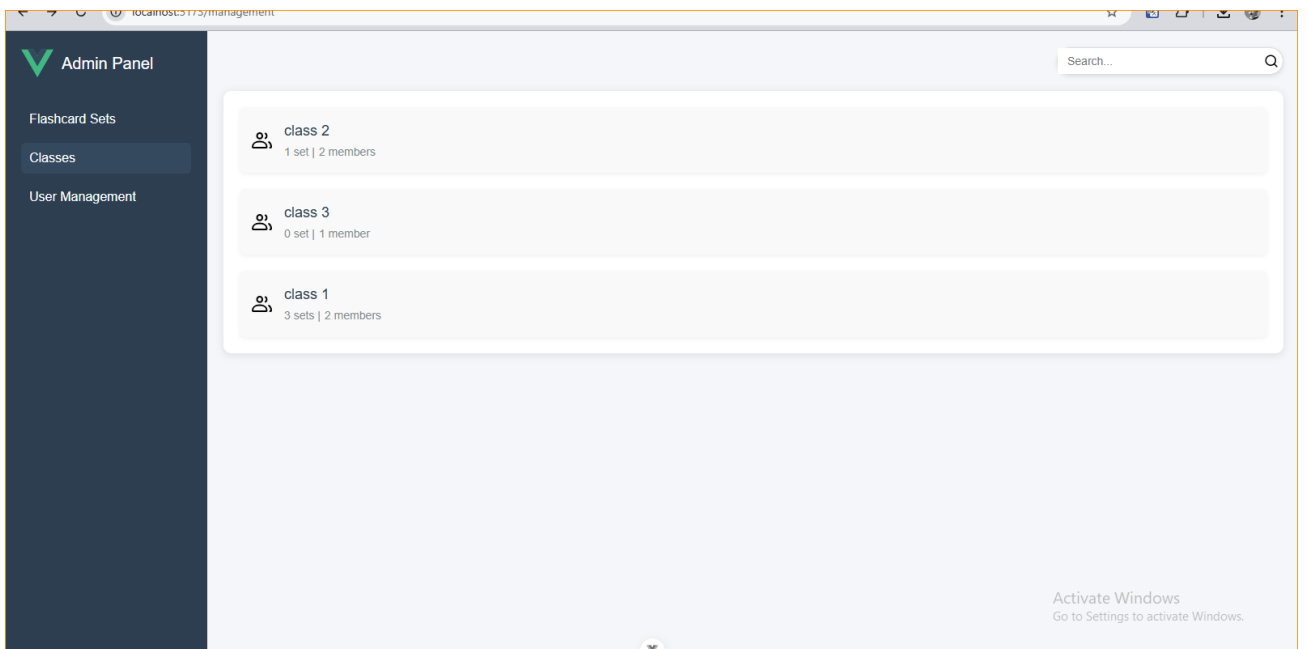 localhost:5173/management
Admin Panel
Search...
Flashcard Sets
Classes
User Management
class 2
1 set | 2 members
class 3
0 set | 1 member
class 1
3 sets | 2 members
Activate Windows
Go to Settings to activate Windows.